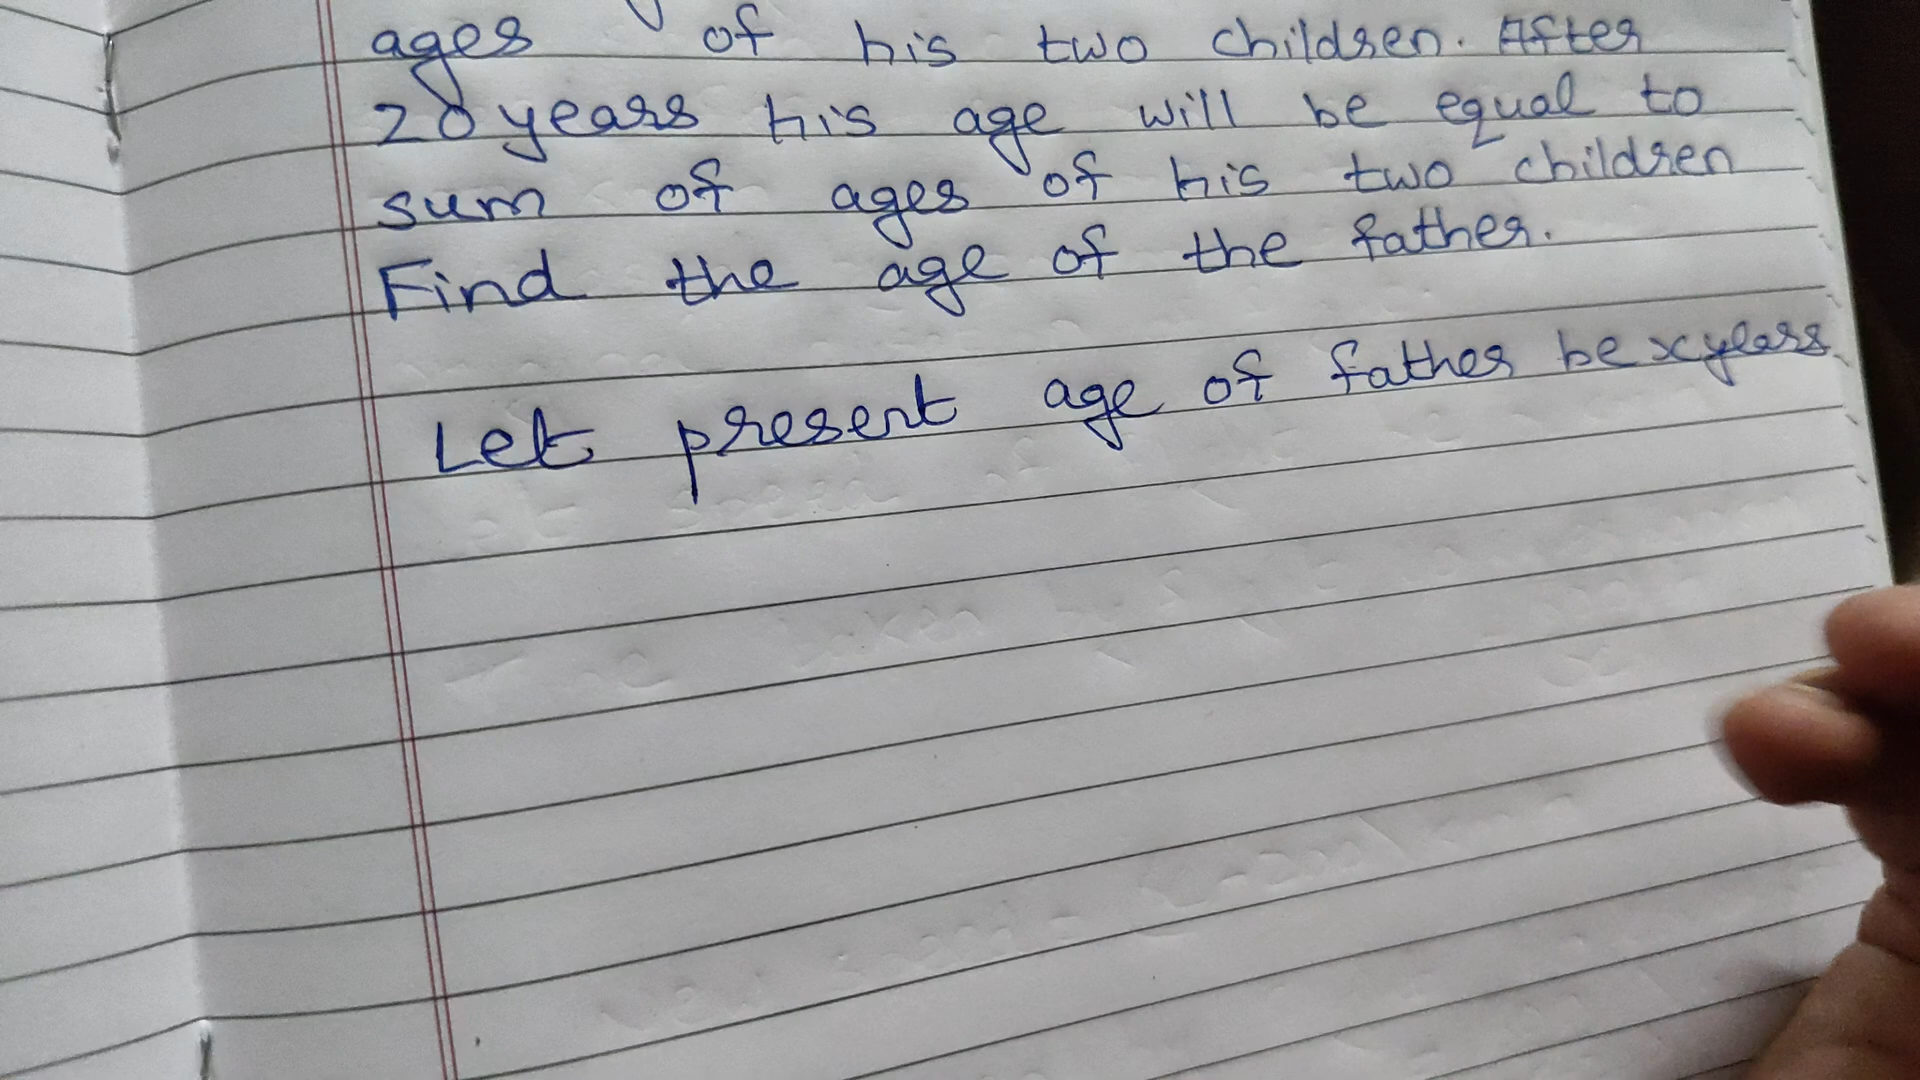 ages of his two children. After
20 years his age will be equal to
sum of ages of his two children
Find the age of the father.
Let present age of father be x years